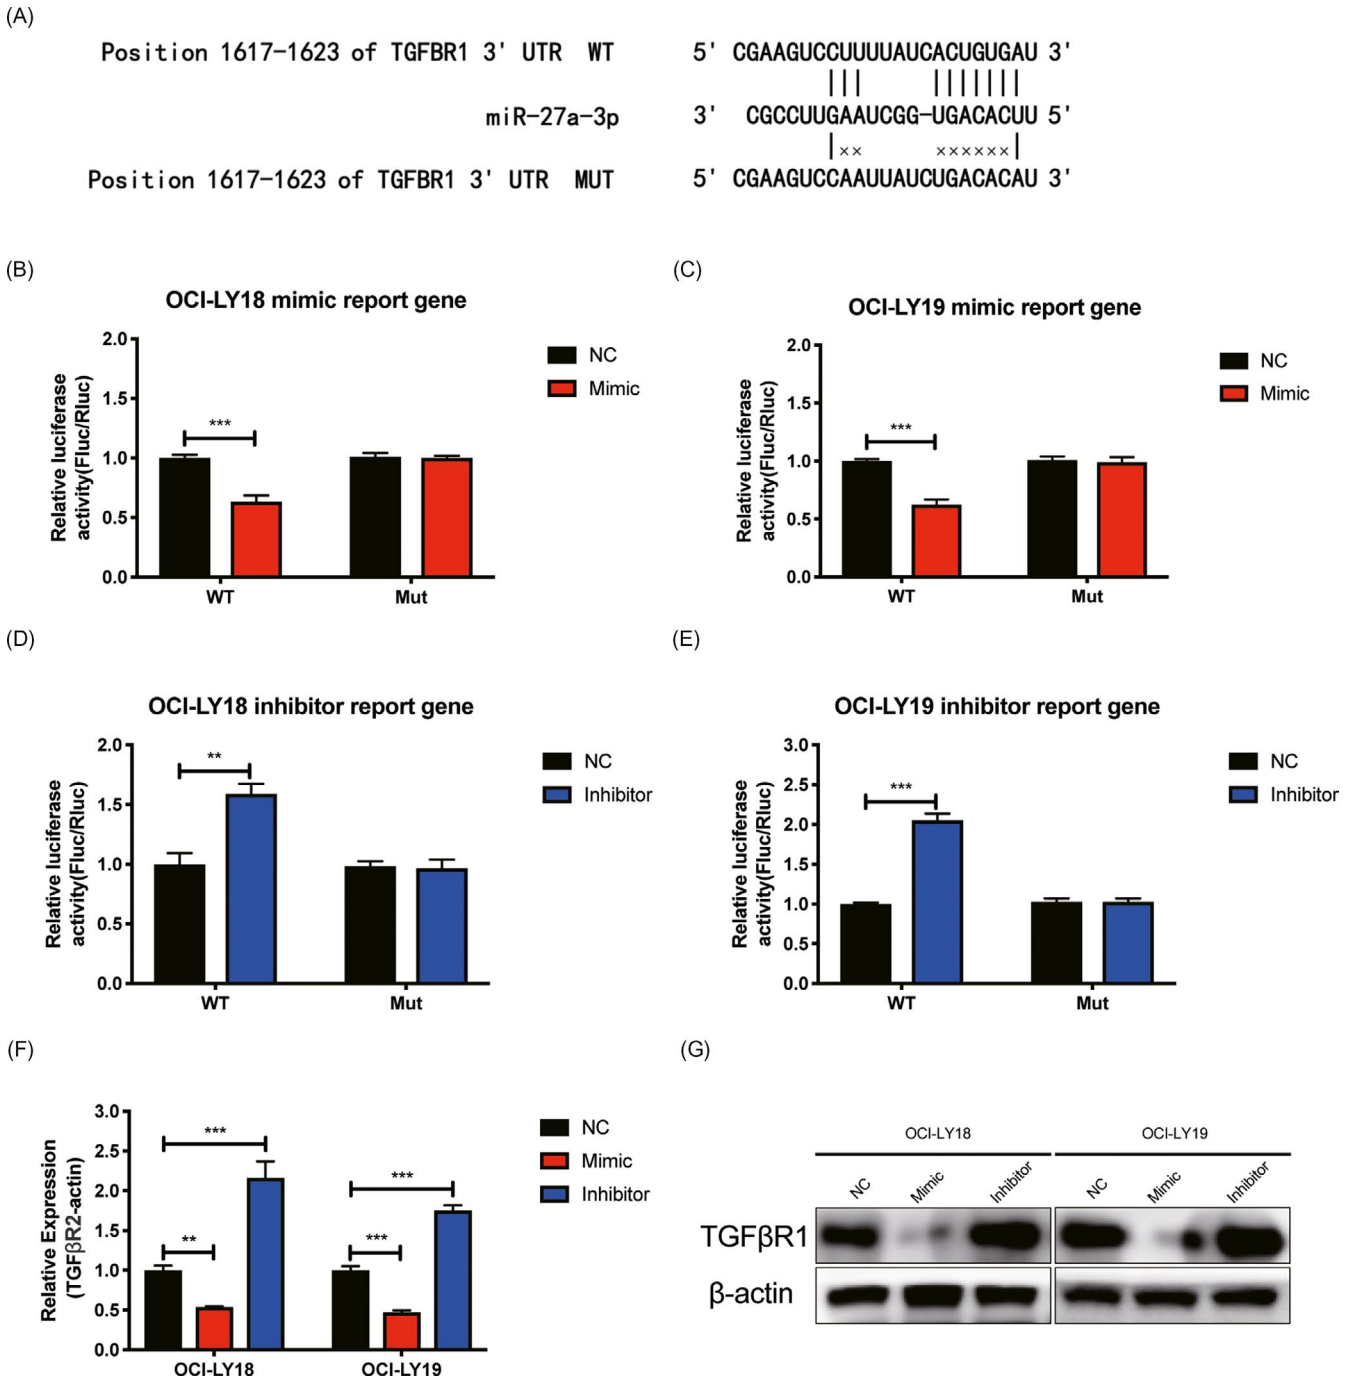 (A)
Position 1617-1623 of TGFBR1 3' UTR WT 5' CGAAGUCCUUUUAUCACUGUGAU 3'
miR-27a-3p 3' CGCCUUGAAUCGG-UGACACUU 5'
Position 1617-1623 of TGFBR1 3' UTR MUT 5' CGAAGUCCAAUUAUCUGACACAU 3'
(B)
OCI-LY18 mimic report gene
Relative luciferase
activity(Fluc/Rluc)
2.0
1.5
1.0
0.5
0.0
***
WT
Mut
NC
Mimic
(C)
OCI-LY19 mimic report gene
Relative luciferase
activity(Fluc/Rluc)
2.0
1.5
1.0
0.5
0.0
***
WT
Mut
NC
Mimic
(D)
OCI-LY18 inhibitor report gene
Relative luciferase
activity(Fluc/Rluc)
2.0
1.5
1.0
0.5
0.0
**
WT
Mut
NC
Inhibitor
(E)
OCI-LY19 inhibitor report gene
Relative luciferase
activity(Fluc/Rluc)
3.0
2.5
2.0
1.5
1.0
0.5
0.0
***
WT
Mut
NC
Inhibitor
(F)
Relative Expression
(TGFβR2-actin)
3.0
2.5
2.0
1.5
1.0
0.5
0.0
***
**
***
***
OCI-LY18
OCI-LY19
NC
Mimic
Inhibitor
(G)
OCI-LY18
OCI-LY19
NC
Mimic
Inhibitor
NC
Mimic
Inhibitor
TGFβR1
β-actin